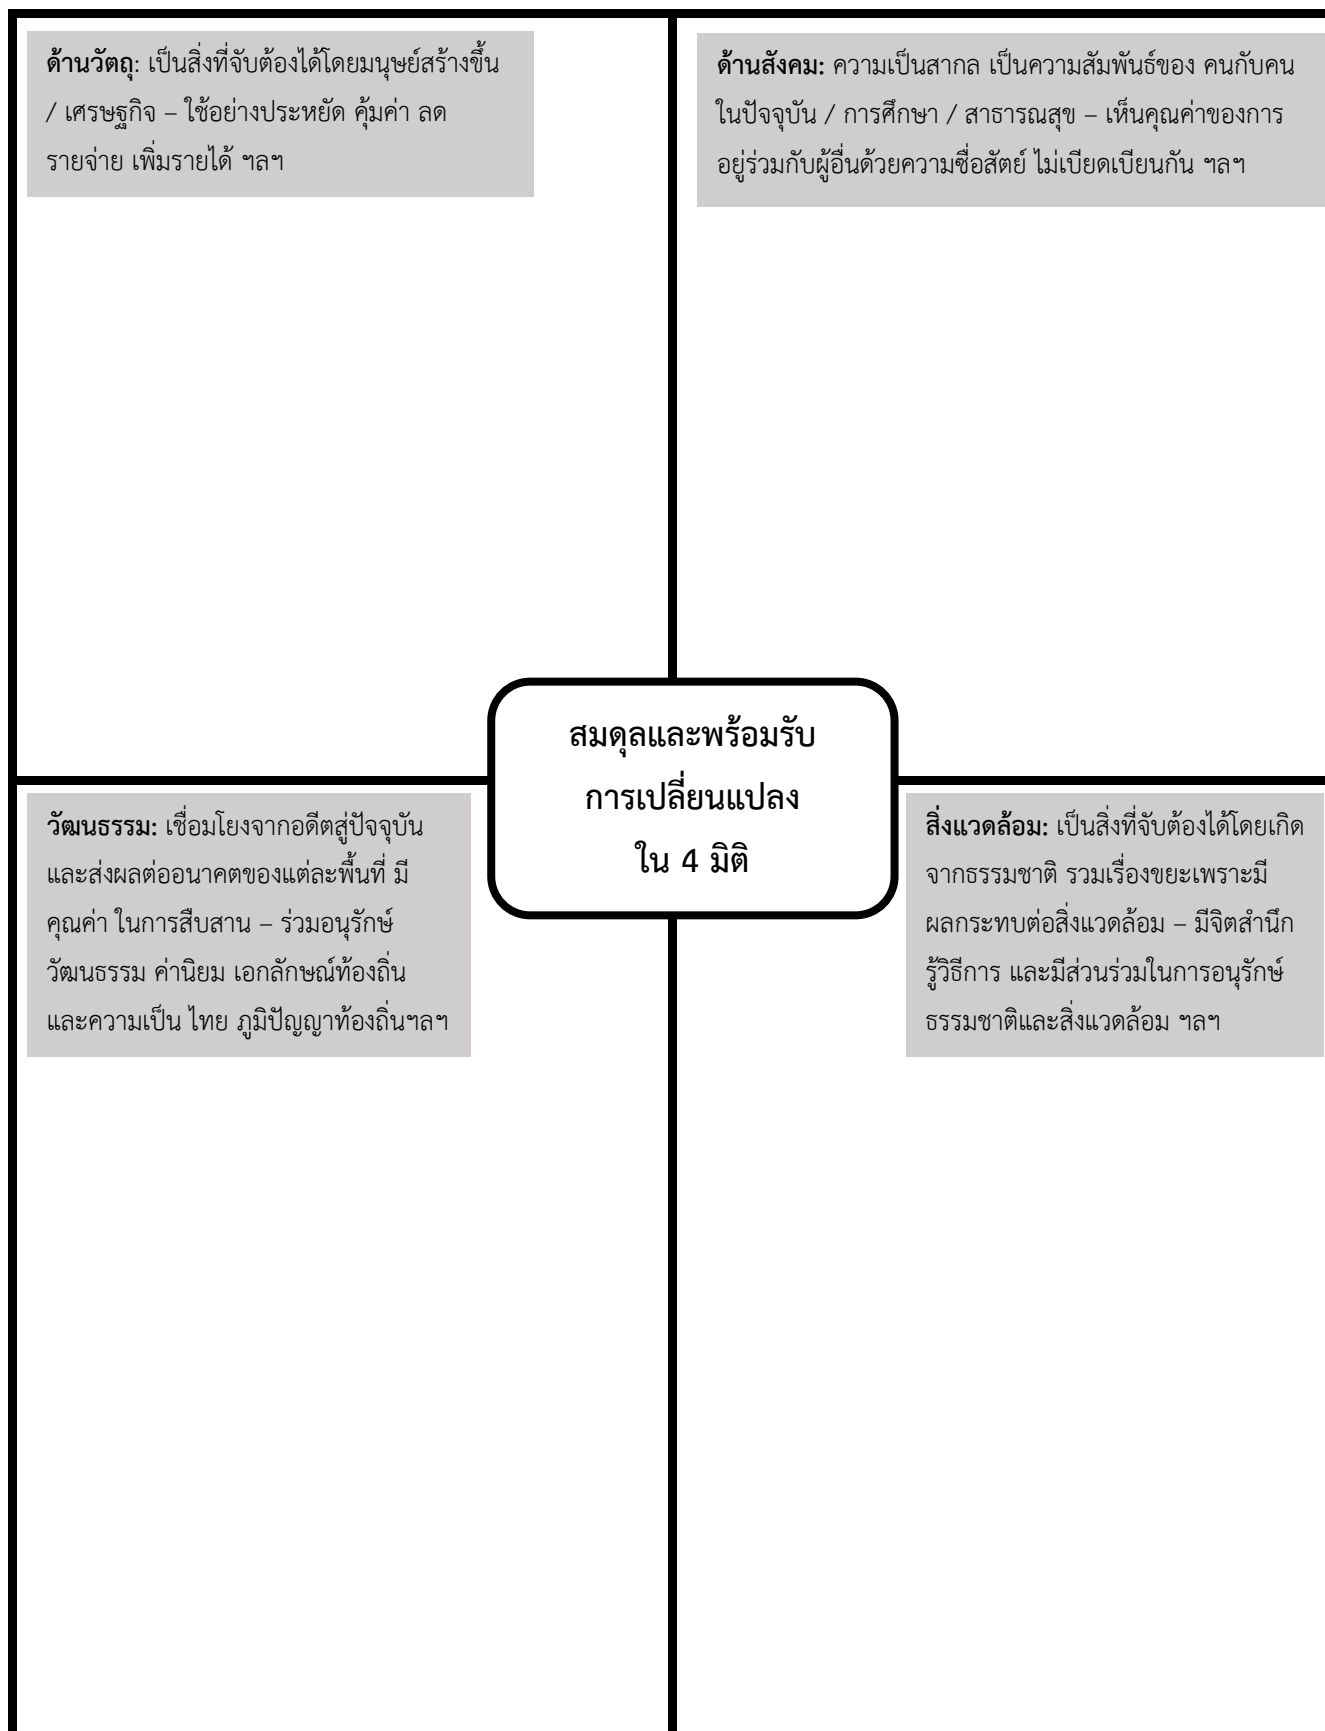 ด้านวัตถุ: เป็นสิ่งที่จับต้องได้โดยมนุษย์สร้างขึ้น
/ เศรษฐกิจ – ใช้อย่างประหยัด คุ้มค่า ลด
รายจ่าย เพิ่มรายได้ ฯลฯ
ด้านสังคม: ความเป็นสากล เป็นความสัมพันธ์ของ คนกับคน
ในปัจจุบัน / การศึกษา / สาธารณสุข – เห็นคุณค่าของการ
อยู่ร่วมกับผู้อื่นด้วยความซื่อสัตย์ ไม่เบียดเบียนกัน ฯลฯ
สมดุลและพร้อมรับ
การเปลี่ยนแปลง
ใน 4 มิติ
วัฒนธรรม: เชื่อมโยงจากอดีตสู่ปัจจุบัน
และส่งผลต่ออนาคตของแต่ละพื้นที่ มี
คุณค่า ในการสืบสาน – ร่วมอนุรักษ์
วัฒนธรรม ค่านิยม เอกลักษณ์ท้องถิ่น
และความเป็น ไทย ภูมิปัญญาท้องถิ่นฯลฯ
สิ่งแวดล้อม: เป็นสิ่งที่จับต้องได้โดยเกิด
จากธรรมชาติ รวมเรื่องขยะเพราะมี
ผลกระทบต่อสิ่งแวดล้อม – มีจิตสำนึก
รู้วิธีการ และมีส่วนร่วมในการอนุรักษ์
ธรรมชาติและสิ่งแวดล้อม ฯลฯ